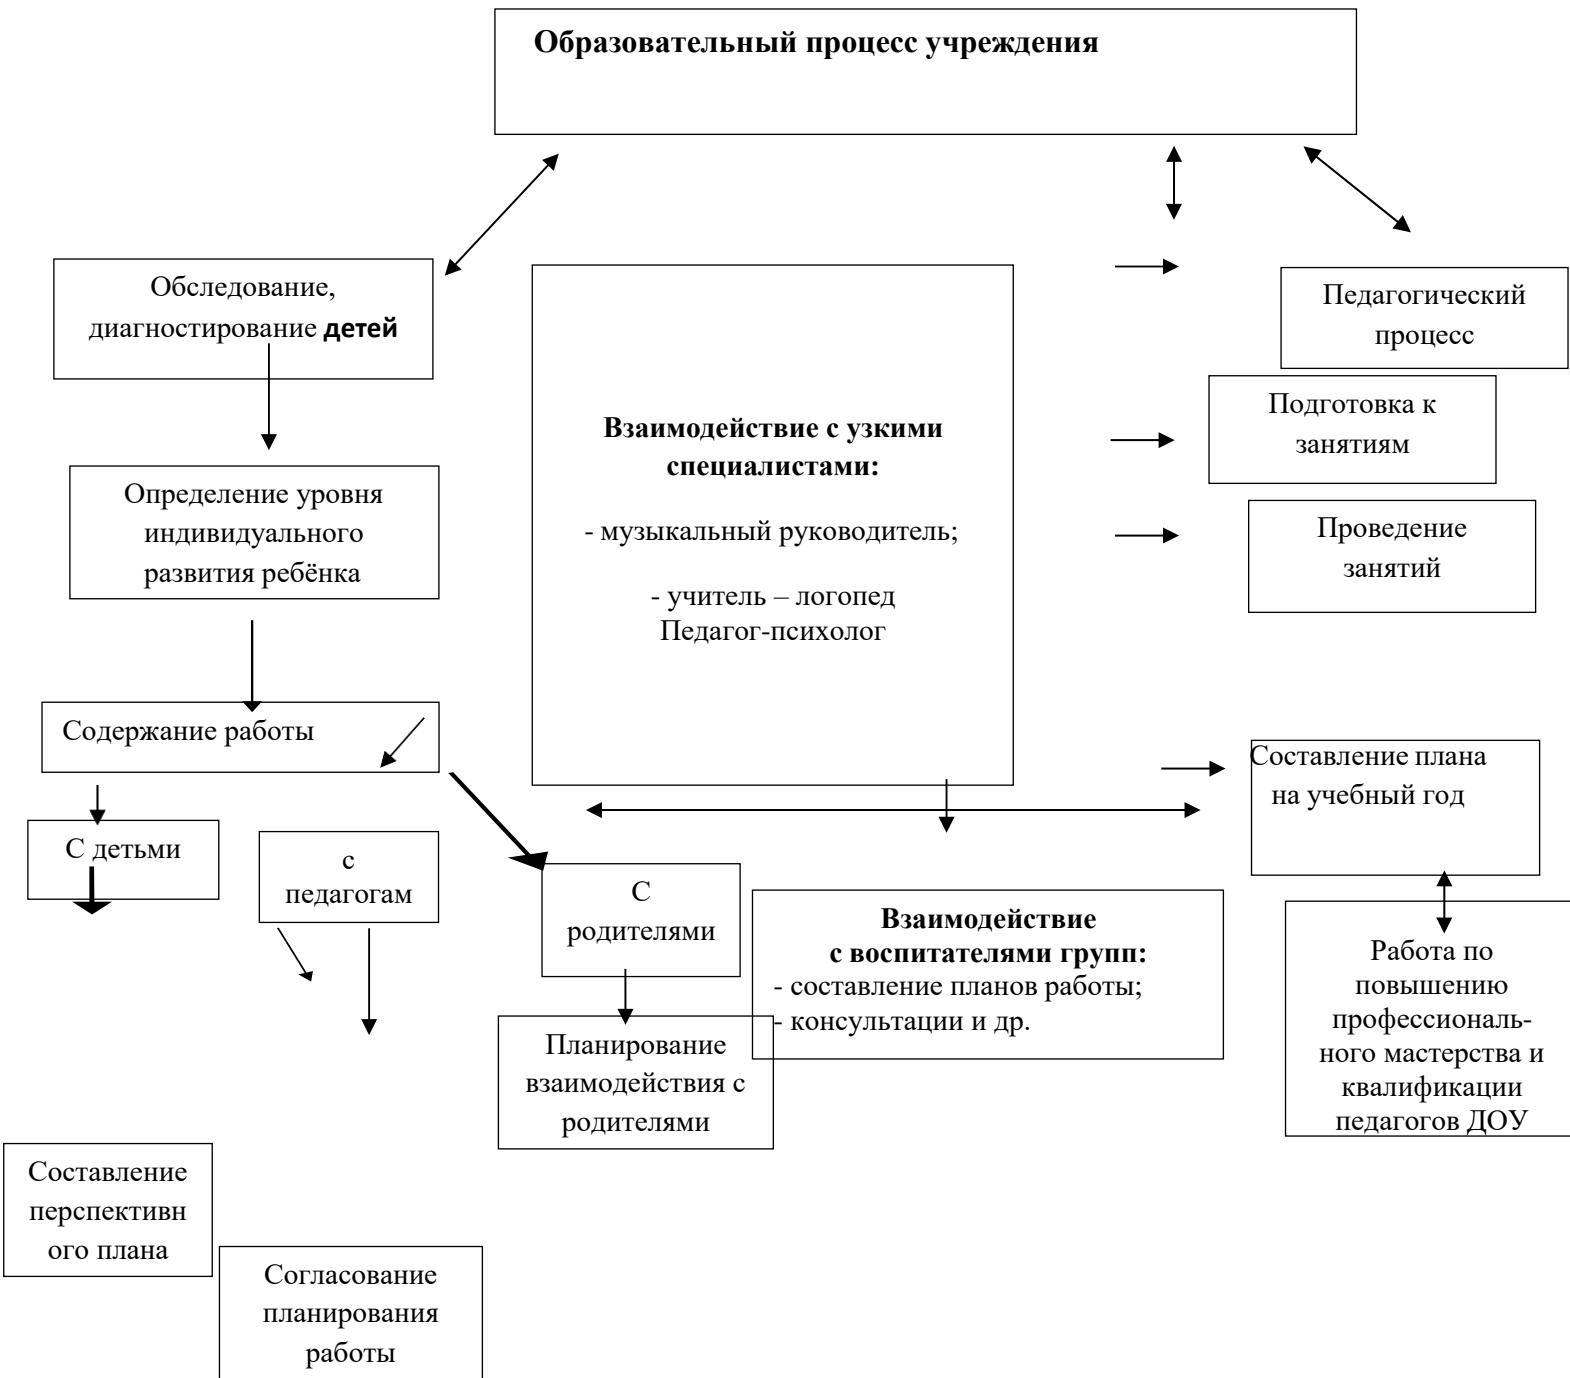 Образовательный процесс учреждения
Обследование,
диагностирование детей
Педагогический
процесс
Подготовка к
занятиям
Взаимодействие с узкими
специалистами:
- музыкальный руководитель;
- учитель – логопед
Педагог-психолог
Определение уровня
индивидуального
развития ребёнка
Проведение
занятий
Содержание работы
Составление плана
на учебный год
С детьми
с
педагогам
С
родителями
Взаимодействие
с воспитателями групп:
- составление планов работы;
- консультации и др.
Работа по
повышению
профессиональ-
ного мастерства и
квалификации
педагогов ДОУ
Планирование
взаимодействия с
родителями
Составление
перспективн
ого плана
Согласование
планирования
работы